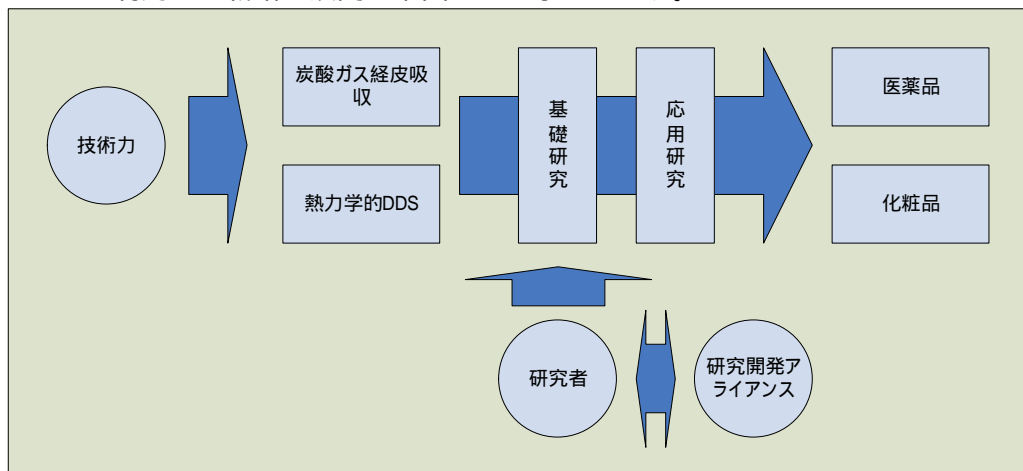 技術力
炭酸ガス経皮吸
収
熱力学的DDS
基
礎
研
究
応
用
研
究
医薬品
化粧品
研究者
研究開発ア
ライアンス